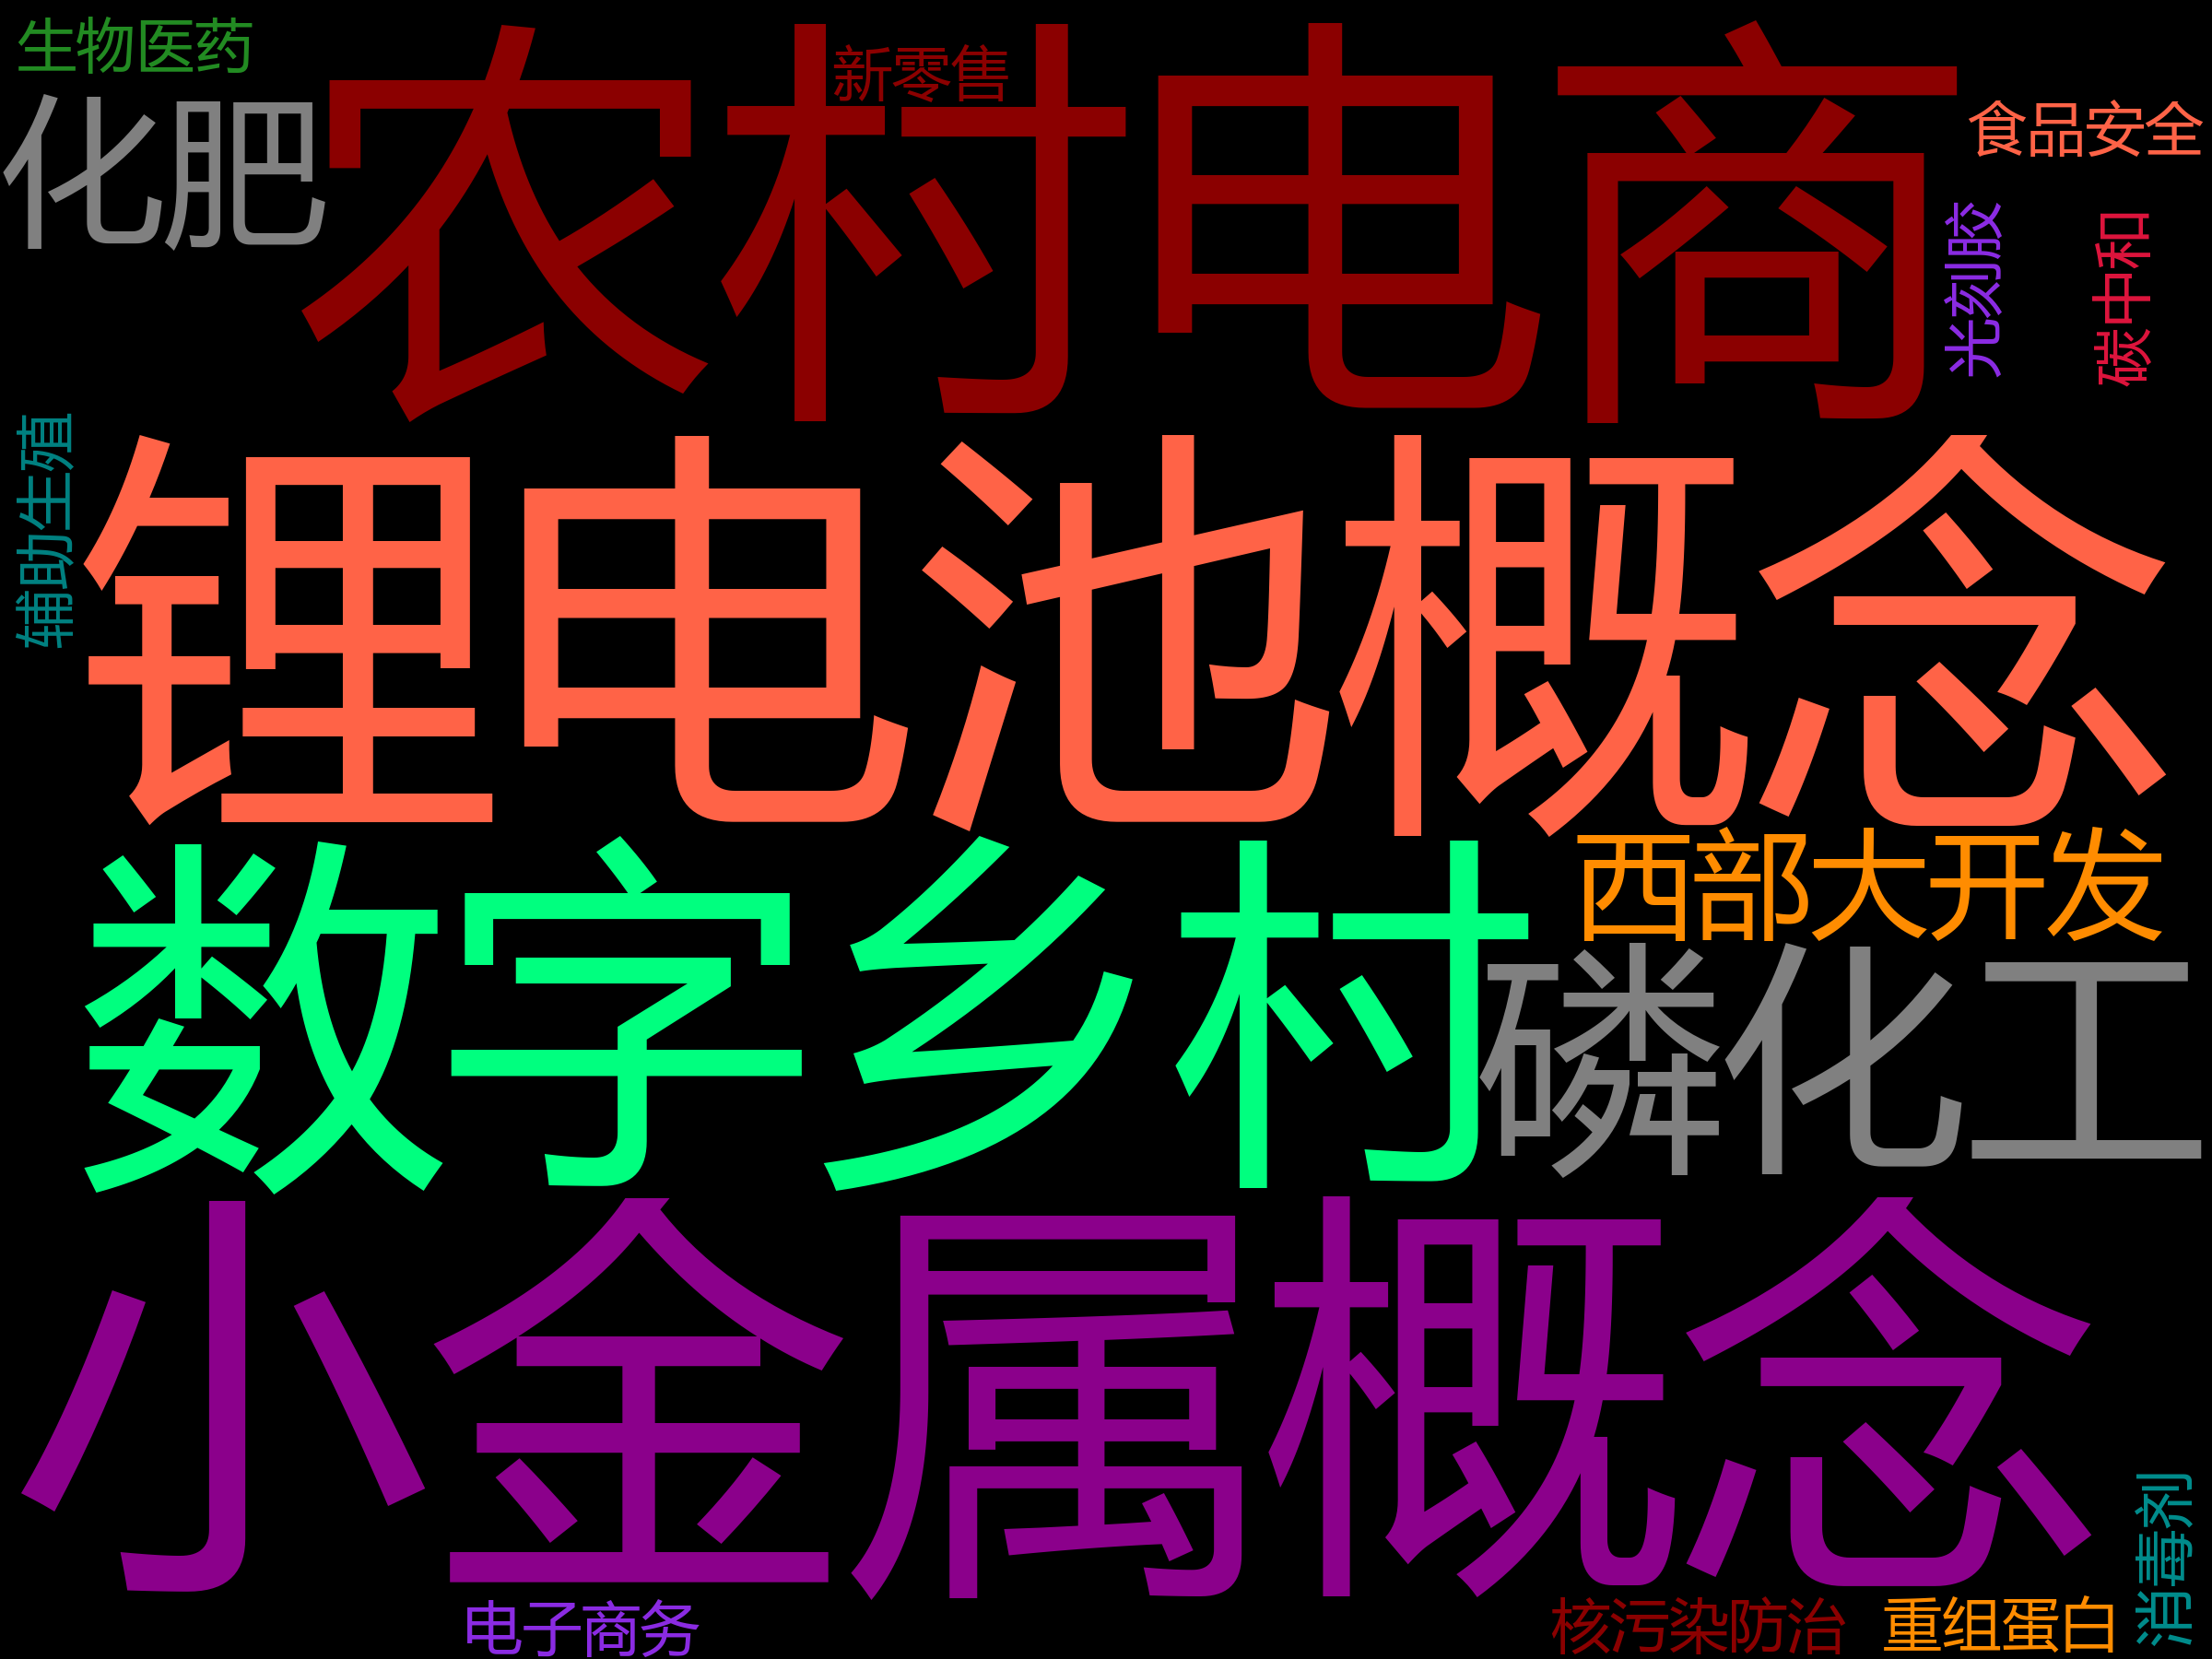 生物医药
新零售
化肥
农村电商
食品安全
光刻胶
碳中和
辅助生殖
锂电池概念
西部大开发
数字乡村
磷化工
小金属概念
消毒剂
电子商务
核污染防治
重组蛋白